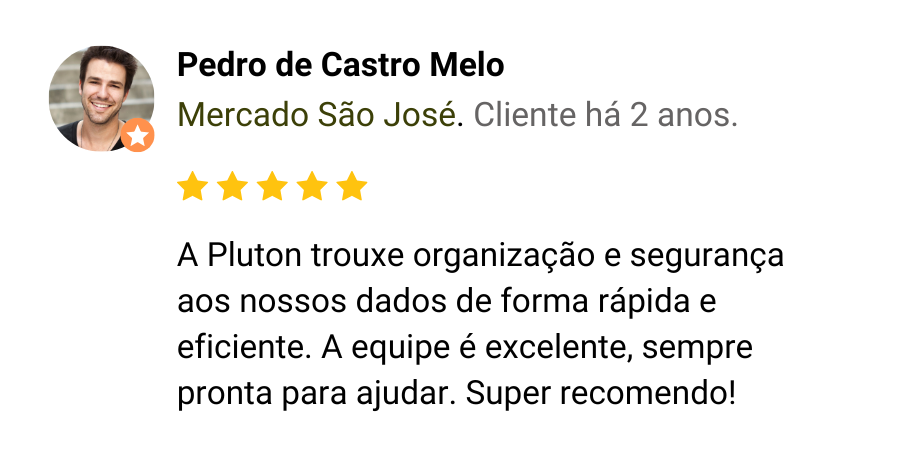 Pedro de Castro Melo
Mercado São José. Cliente há 2 anos.
A Pluton trouxe organização e segurança
aos nossos dados de forma rápida e
eficiente. A equipe é excelente, sempre
pronta para ajudar. Super recomendo!